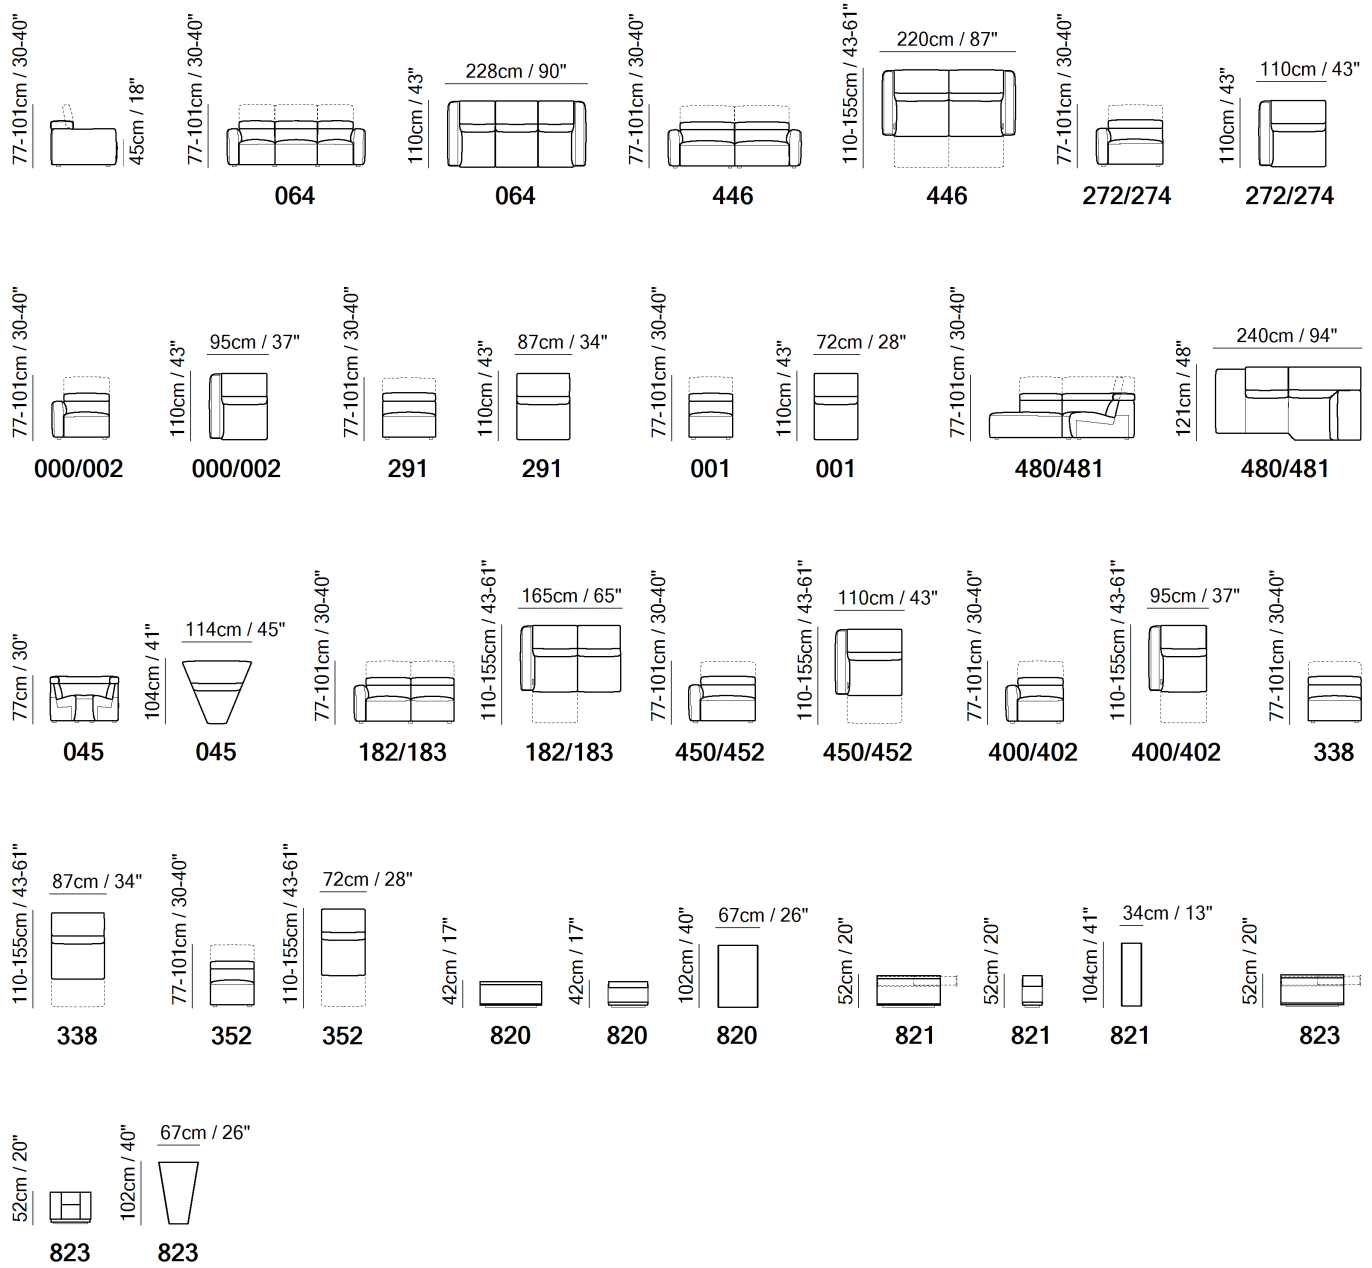 77-101cm / 30-40"
45cm / 18"
77-101cm / 30-40"
064
110cm / 43"
228cm / 90"
064
77-101cm / 30-40"
446
110-155cm / 43-61"
220cm / 87"
446
77-101cm / 30-40"
272/274
110cm / 43"
110cm / 43"
272/274
77-101cm / 30-40"
000/002
110cm / 43"
95cm / 37"
000/002
77-101cm / 30-40"
291
110cm / 43"
87cm / 34"
291
77-101cm / 30-40"
001
110cm / 43"
72cm / 28"
001
77-101cm / 30-40"
480/481
121cm / 48"
240cm / 94"
480/481
77cm / 30"
045
104cm / 41"
114cm / 45"
045
77-101cm / 30-40"
182/183
110-155cm / 43-61"
165cm / 65"
182/183
77-101cm / 30-40"
450/452
110-155cm / 43-61"
110cm / 43"
450/452
77-101cm / 30-40"
400/402
110-155cm / 43-61"
95cm / 37"
400/402
77-101cm / 30-40"
338
110-155cm / 43-61"
87cm / 34"
338
77-101cm / 30-40"
352
110-155cm / 43-61"
72cm / 28"
352
42cm / 17"
820
42cm / 17"
820
102cm / 40"
67cm / 26"
820
52cm / 20"
821
52cm / 20"
821
104cm / 41"
34cm / 13"
821
52cm / 20"
823
52cm / 20"
823
102cm / 40"
67cm / 26"
823